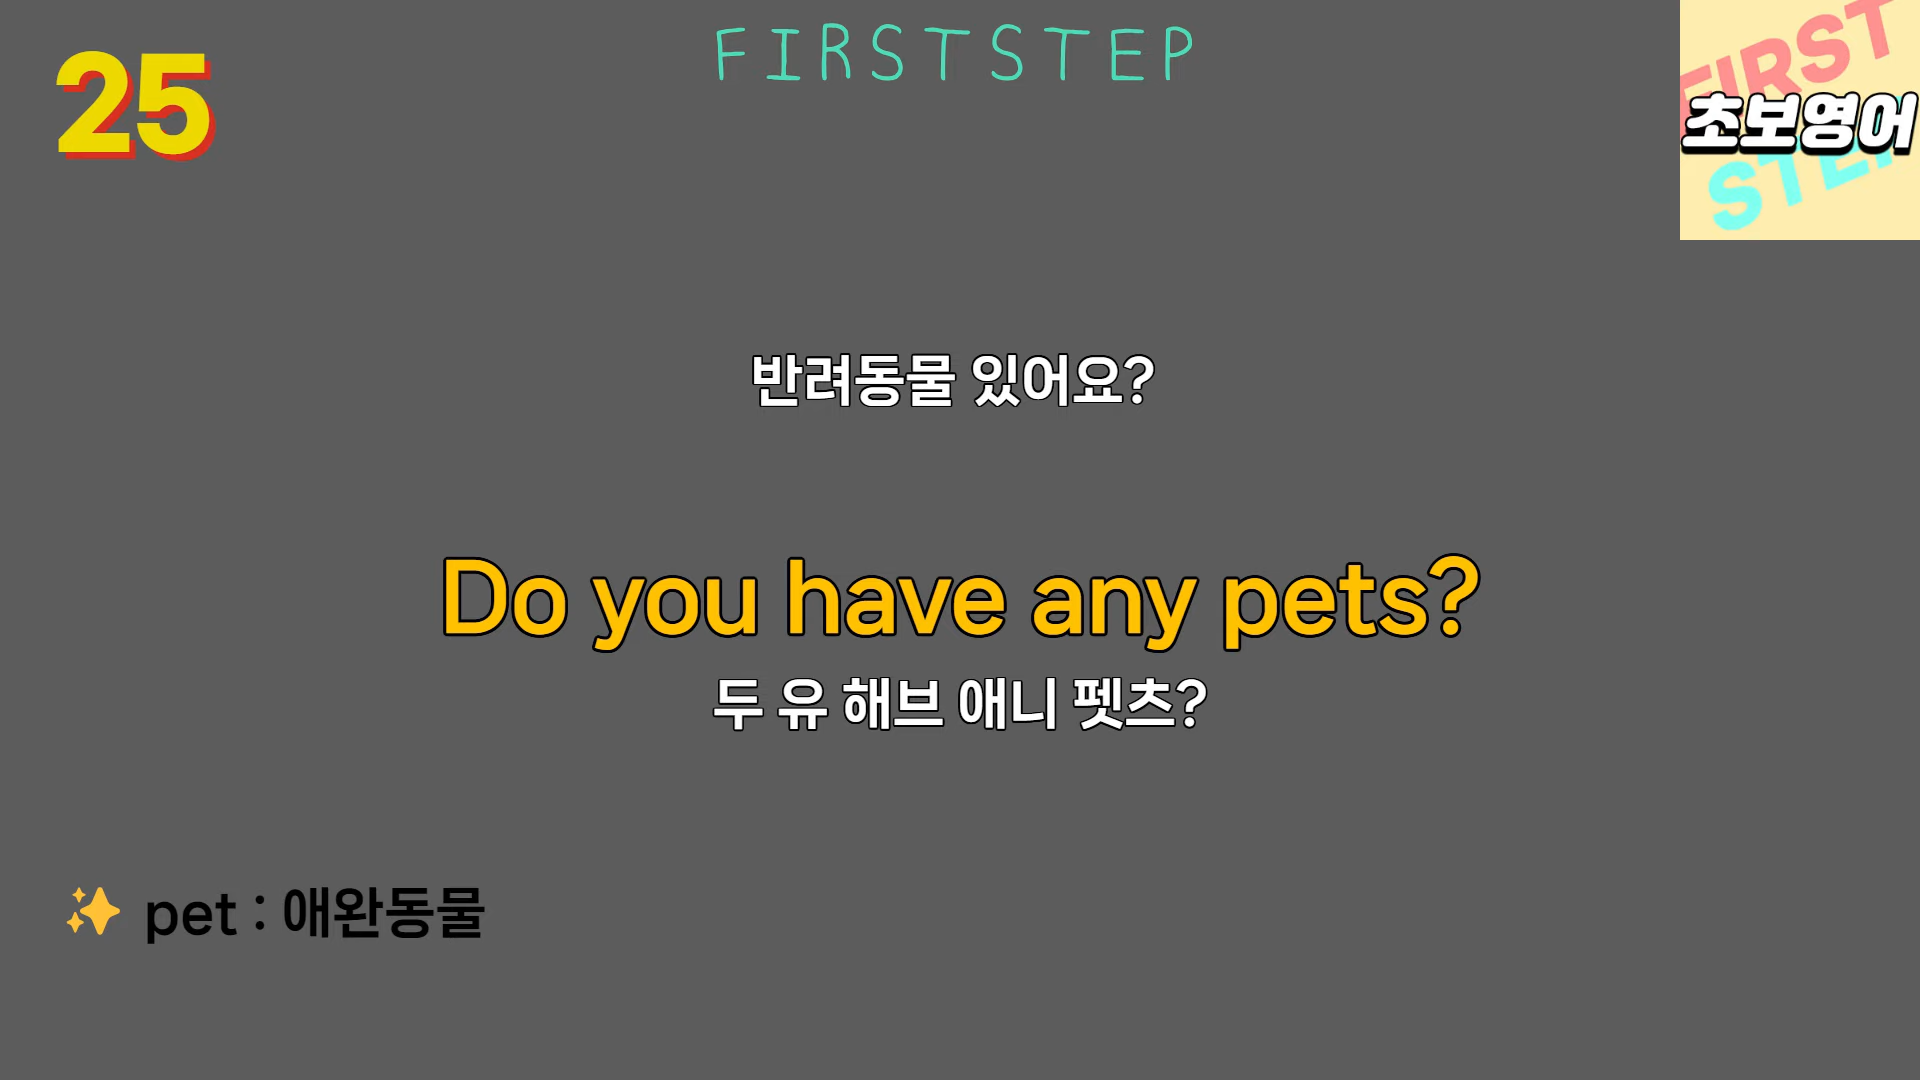 25
FIRSTSTEP
FIRST
초보영어
STEP
반려동물 있어요?
Do you have any pets?
두 유 해브 애니 펫츠?
✨ pet : 애완동물